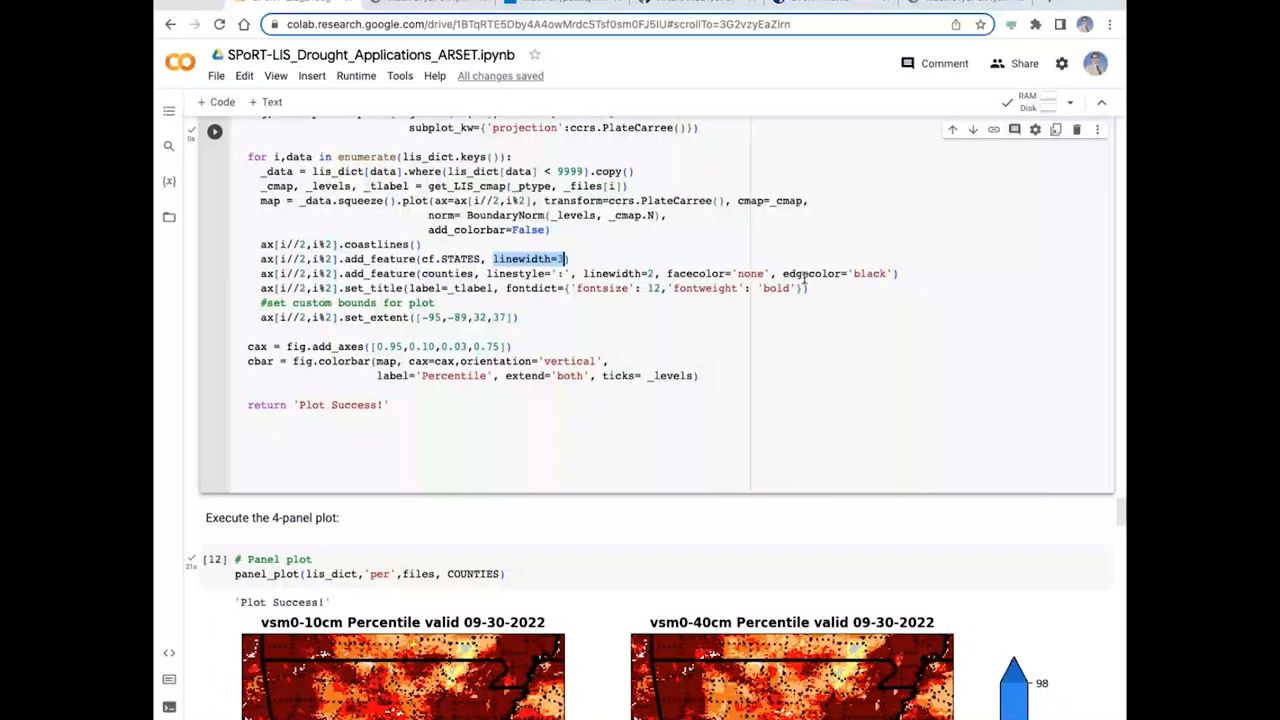 colab.research.google.com/drive/1BTqRTE5Dby4A4owMrdcSTsf0sm0FJ5IU#scrollTo=3G2vzyEaZirn
SPoRT-LIS_Drought_Applications_ARSET.ipynb
Comment
Share
File Edit View Insert Runtime Tools Help All changes saved
+ Code + Text
RAM
Disk
subplot_kw={'projection':ccrs.PlateCarree()})
0s
for i,data in enumerate(lis_dict.keys()):
_data = lis_dict[data].where(lis_dict[data] < 9999).copy()
_cmap, _levels, _tlabel = get_LIS_cmap(_ptype, _files[i])
map = _data.squeeze().plot(ax=ax[i//2,i%2], transform=ccrs.PlateCarree(), cmap=_cmap,
norm= BoundaryNorm(_levels, _cmap.N),
add_colorbar=False)
ax[i//2,i%2].coastlines()
ax[i//2,i%2].add_feature(cf.STATES, linewidth=3)
ax[i//2,i%2].add_feature(counties, linestyle=':', linewidth=2, facecolor='none', edgecolor='black')
ax[i//2,i%2].set_title(label=_tlabel, fontdict={'fontsize': 12,'fontweight': 'bold'})
#set custom bounds for plot
ax[i//2,i%2].set_extent([-95,-89,32,37])
cax = fig.add_axes([0.95,0.10,0.03,0.75])
cbar = fig.colorbar(map, cax=cax,orientation='vertical',
label='Percentile', extend='both', ticks= _levels)
return 'Plot Success!'
Execute the 4-panel plot:
[12] # Panel plot
21s
panel_plot(lis_dict,'per',files, COUNTIES)
'Plot Success!'
vsm0-10cm Percentile valid 09-30-2022
vsm0-40cm Percentile valid 09-30-2022
98